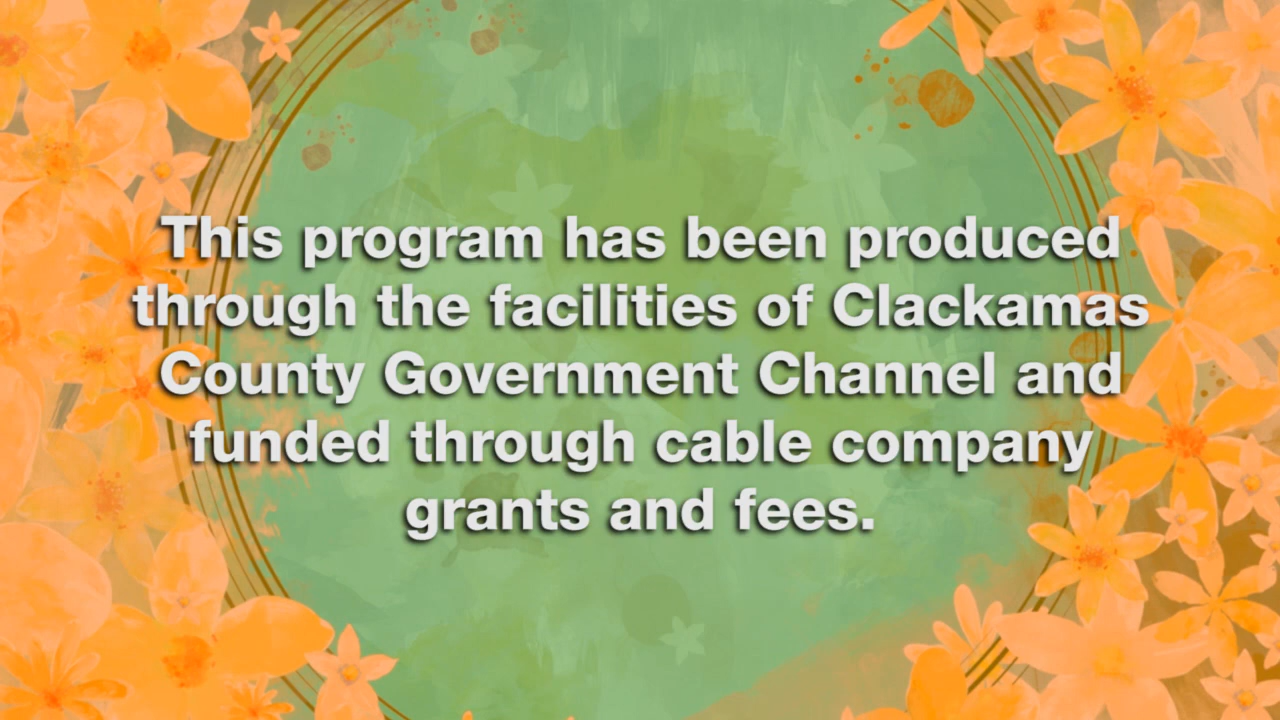 This program has been produced
through the facilities of Clackamas
County Government Channel and
funded through cable company
grants and fees.